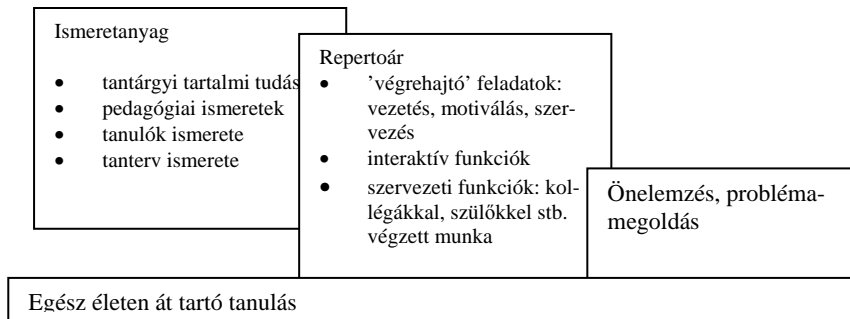 Ismeretanyag
• tantárgyi tartalmi tudás
• pedagógiai ismeretek
• tanulók ismerete
• tanterv ismerete
Repertoár
• ’végrehajtó’ feladatok:
vezetés, motiválás, szer-
vezés
• interaktív funkciók
• szervezeti funkciók: kol-
légákkal, szülőkkel stb.
végzett munka
Önelemzés, probléma-
megoldás
Egész életen át tartó tanulás